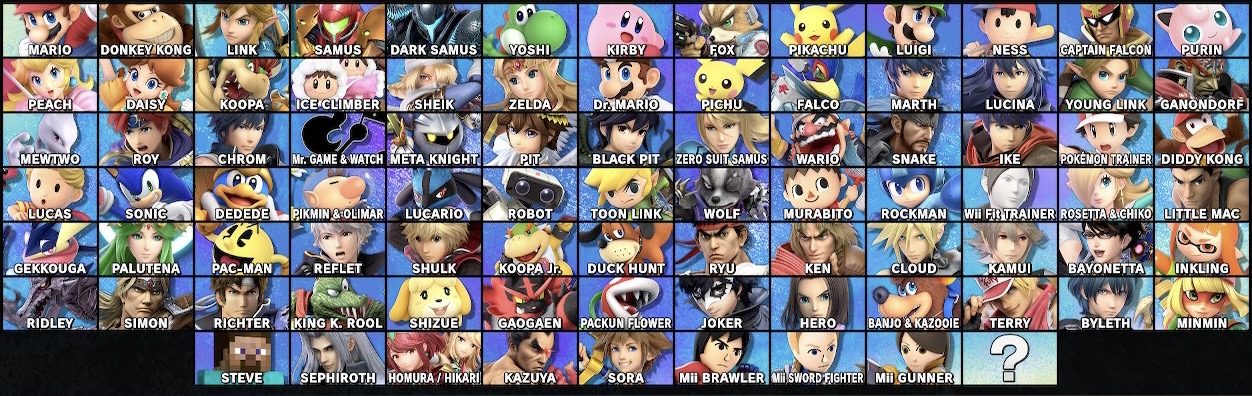 MARIO
DONKEY KONG
LINK
SAMUS
DARK SAMUS
YOSHI
KIRBY
FOX
PIKACHU
LUIGI
NESS
CAPTAIN FALCON
PURIN
PEACH
DAISY
KOOPA
ICE CLIMBER
SHEIK
ZELDA
Dr. MARIO
PICHU
FALCO
MARTH
LUCINA
YOUNG LINK
GANONDORF
MEWTWO
ROY
CHROM
Mr. GAME & WATCH
META KNIGHT
PIT
BLACK PIT
ZERO SUIT SAMUS
WARIO
SNAKE
IKE
POKÉMON TRAINER
DIDDY KONG
LUCAS
SONIC
DEDEDE
PIKMIN & OLIMAR
LUCARIO
ROBOT
TOON LINK
WOLF
MURABITO
ROCKMAN
Wii Fit TRAINER
ROSETTA & CHIKO
LITTLE MAC
GEKKOUGA
PALUTENA
PAC-MAN
REFLET
SHULK
KOOPA Jr.
DUCK HUNT
RYU
KEN
CLOUD
KAMUI
BAYONETTA
INKLING
RIDLEY
SIMON
RICHTER
KING K. ROOL
SHIZUE
GAOGAEN
PACKUN FLOWER
JOKER
HERO
BANJO & KAZOOIE
TERRY
BYLETH
MINMIN
STEVE
SEPHIROTH
HOMURA / HIKARI
KAZUYA
SORA
Mii BRAWLER
Mii SWORD FIGHTER
Mii GUNNER
?